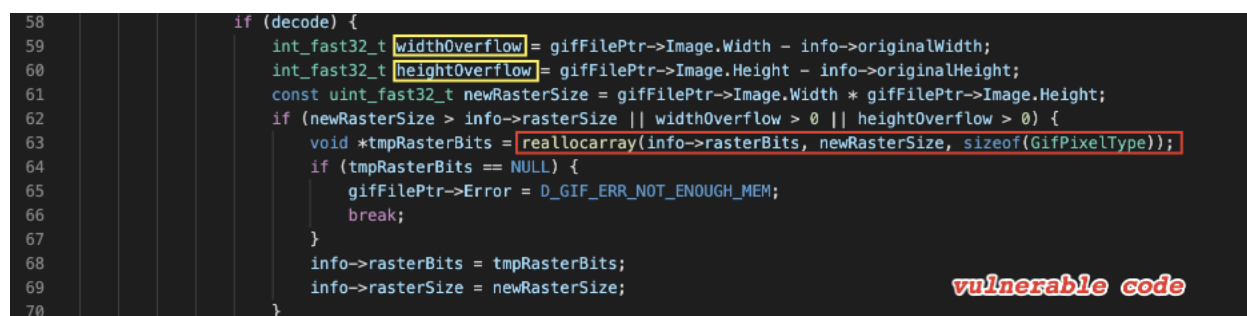 58 if (decode) {
59 int_fast32_t widthOverflow = gifFilePtr->Image.Width - info->originalWidth;
60 int_fast32_t heightOverflow = gifFilePtr->Image.Height - info->originalHeight;
61 const uint_fast32_t newRasterSize = gifFilePtr->Image.Width * gifFilePtr->Image.Height;
62 if (newRasterSize > info->rasterSize || widthOverflow > 0 || heightOverflow > 0) {
63 void *tmpRasterBits = reallocarray(info->rasterBits, newRasterSize, sizeof(GifPixelType));
64 if (tmpRasterBits == NULL) {
65 gifFilePtr->Error = D_GIF_ERR_NOT_ENOUGH_MEM;
66 break;
67 }
68 info->rasterBits = tmpRasterBits;
69 info->rasterSize = newRasterSize; vulnerable code
70 }